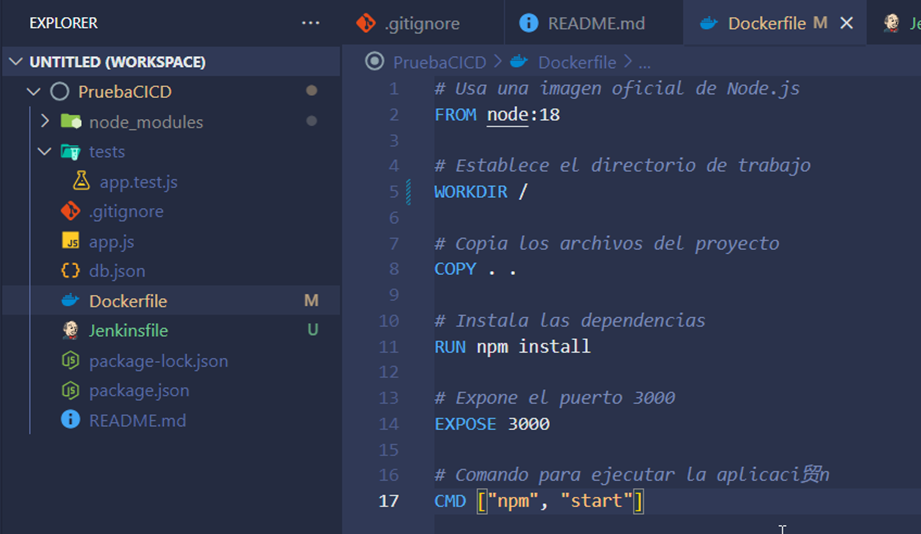 EXPLORER
...
UNTITLED (WORKSPACE)
PruebaCICD
node_modules
tests
app.test.js
.gitignore
app.js
db.json
Dockerfile M
Jenkinsfile U
package-lock.json
package.json
README.md
.gitignore
README.md
Dockerfile M
Je
PruebaCICD > Dockerfile > ...
1 # Usa una imagen oficial de Node.js
2 FROM node:18
3
4 # Establece el directorio de trabajo
5 WORKDIR /
6
7 # Copia los archivos del proyecto
8 COPY . .
9
10 # Instala las dependencias
11 RUN npm install
12
13 # Expone el puerto 3000
14 EXPOSE 3000
15
16 # Comando para ejecutar la aplicaci贸n
17 CMD ["npm", "start"]